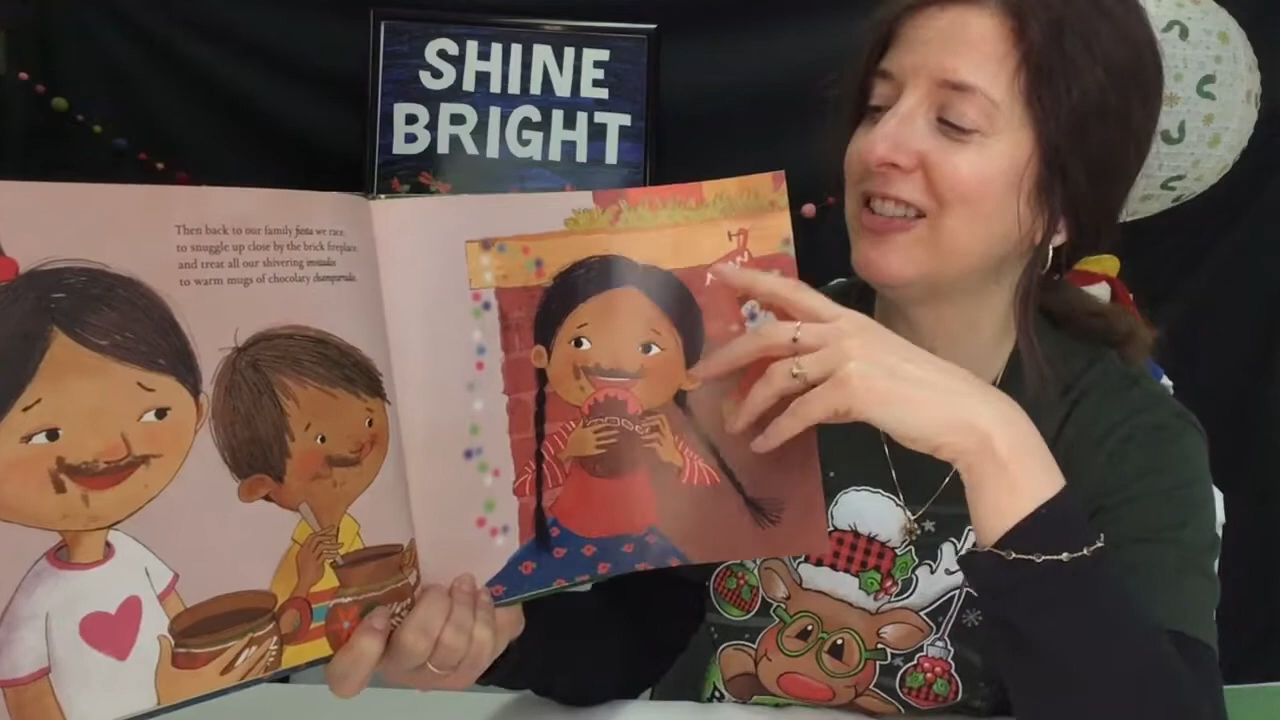 SHINE
BRIGHT
Then back to our family fiesta we race,
to snuggle up close by the brick fireplace
and treat all our shivering invitados
to warm mugs of chocolaty champurrado.